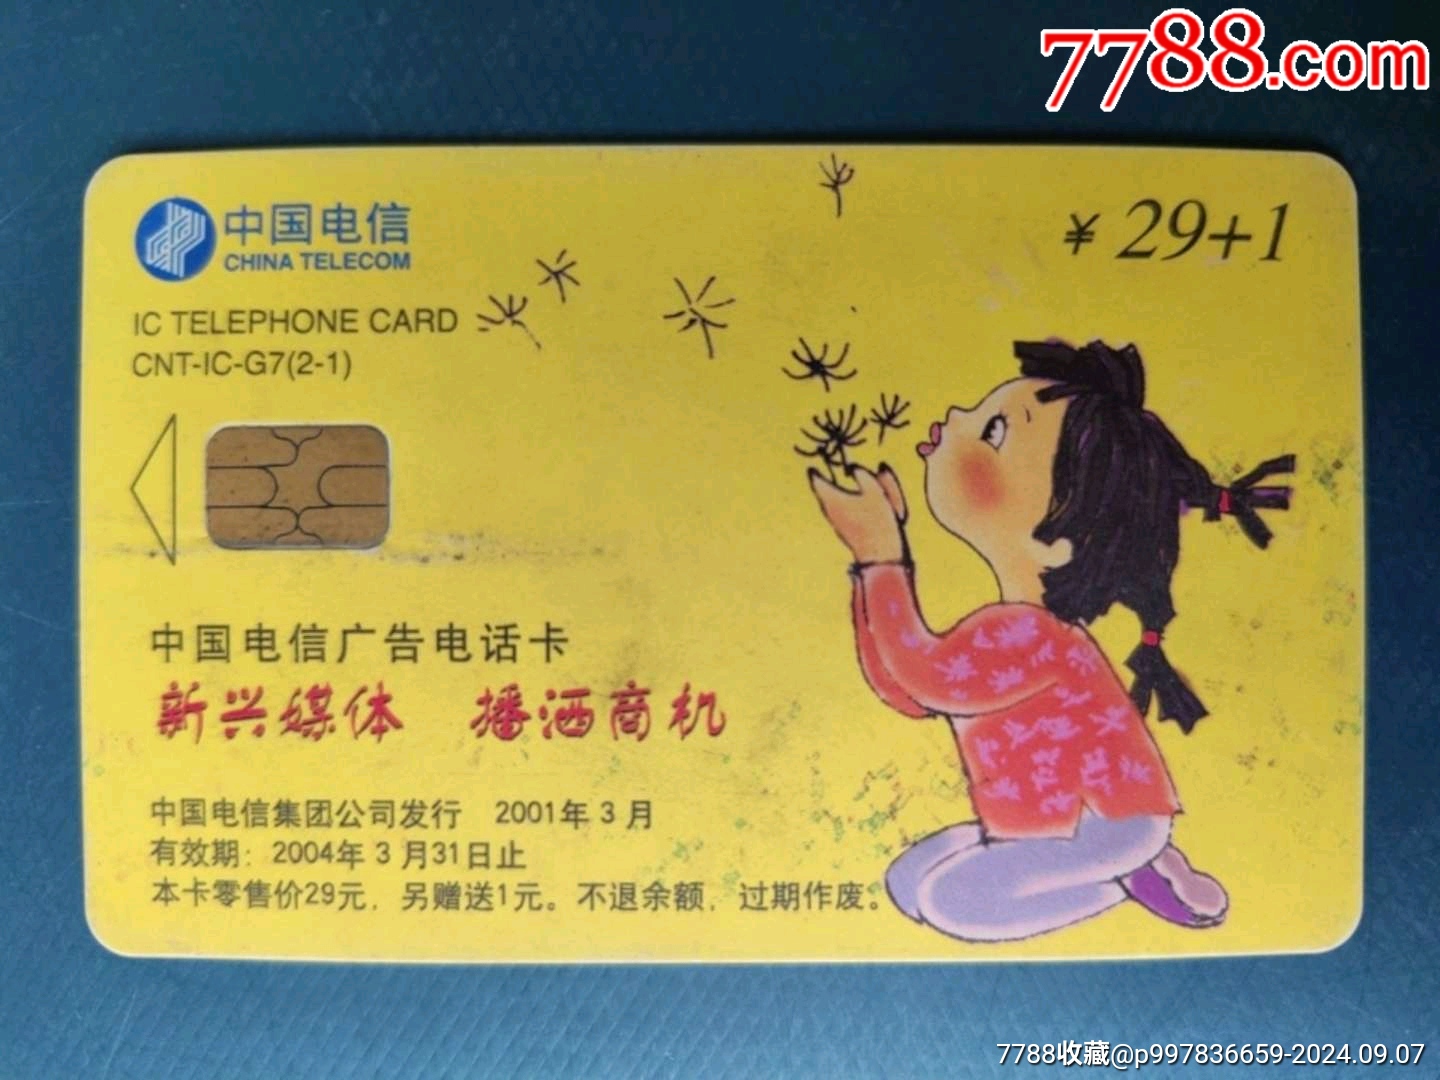 7788.com
中国电信
CHINA TELECOM
¥ 29+1
IC TELEPHONE CARD
CNT-IC-G7(2-1)
中国电信广告电话卡
新兴媒体 播洒商机
中国电信集团公司发行 2001年3月
有效期：2004年3月31日止
本卡零售价29元，另赠送1元。不退余额，过期作废。
7788收藏@p997836659-2024.09.07